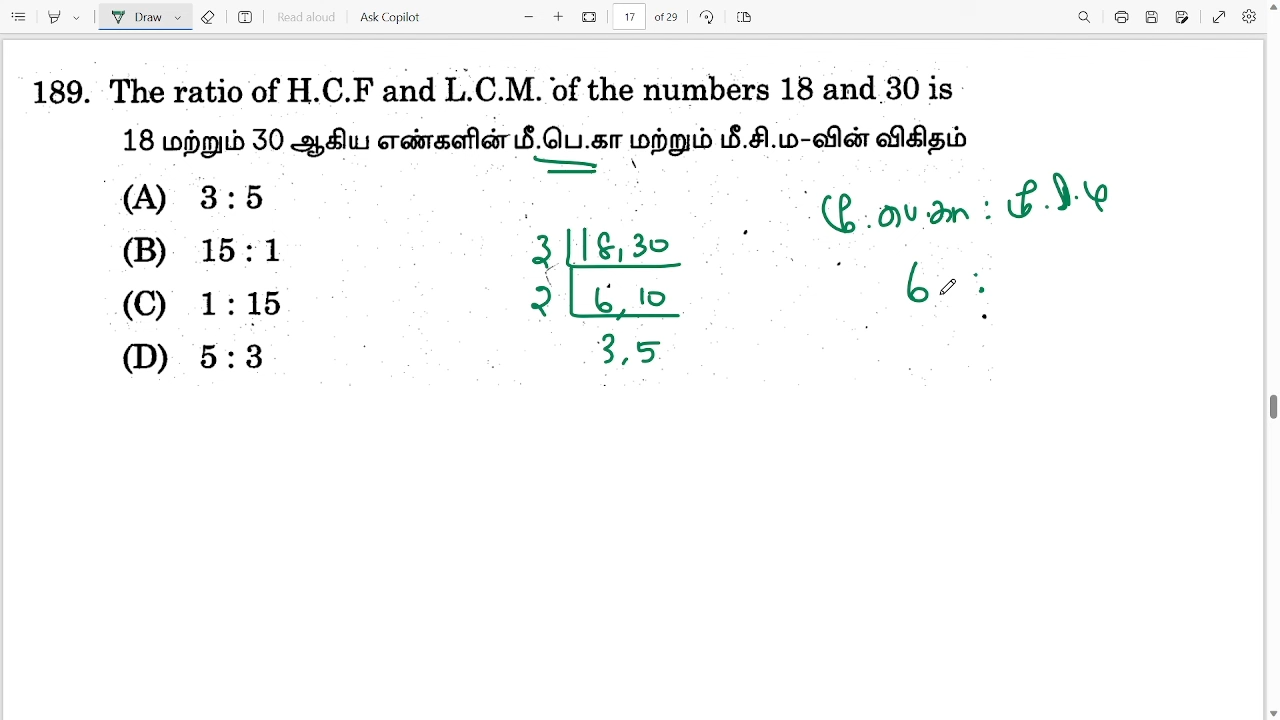 Draw
Read aloud
Ask Copilot
17
of 29
189. The ratio of H.C.F and L.C.M. of the numbers 18 and 30 is
18 மற்றும் 30 ஆகிய எண்களின் மீ.பெ.கா மற்றும் மீ.சி.ம-வின் விகிதம்
(A) 3 : 5
(B) 15 : 1
(C) 1 : 15
(D) 5 : 3
3 18, 30
2 6, 10
3, 5
மீ.பெ.கா : மீ.சி.ம
6 :